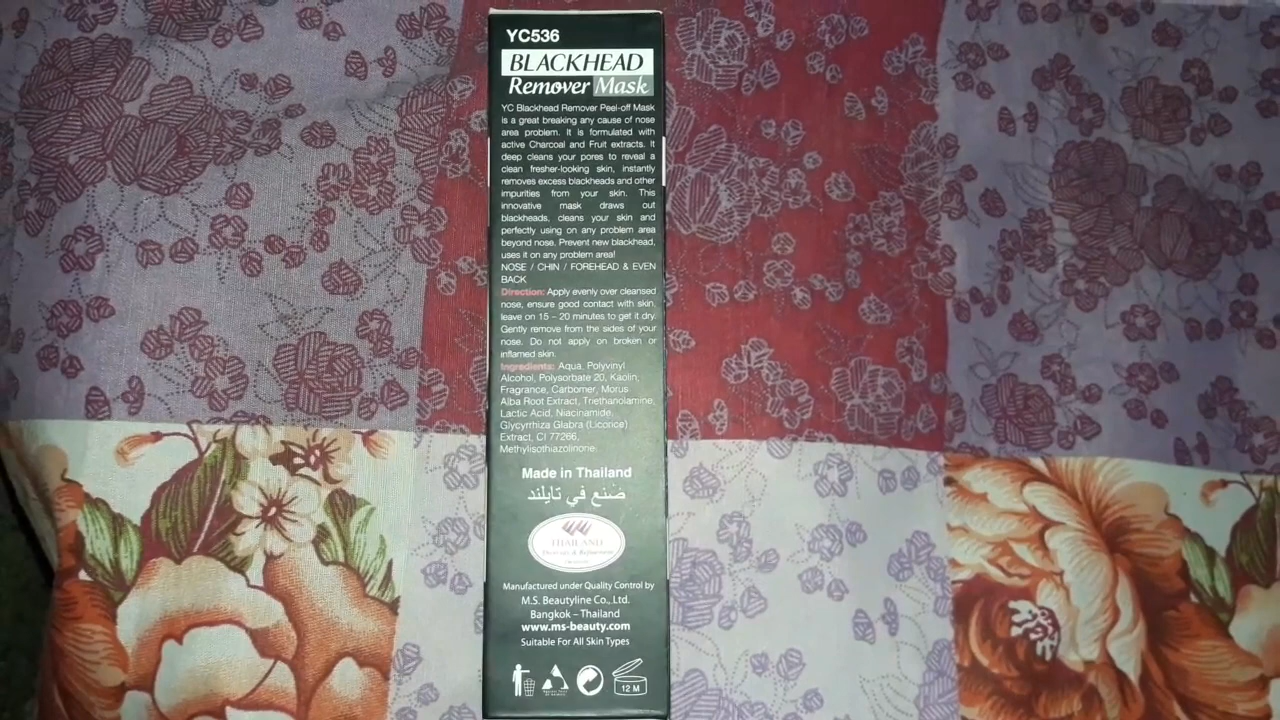 YC536
BLACKHEAD
Remover Mask
YC Blackhead Remover Peel-off Mask
is a great breaking any cause of nose
area problem. It is formulated with
active Charcoal and Fruit extracts. It
deep cleans your pores to reveal a
clean fresher-looking skin, instantly
removes excess blackheads and other
impurities from your skin. This
innovative mask draws out
blackheads, cleans your skin and
perfectly using on any problem area
beyond nose. Prevent new blackhead,
uses it on any problem area!
NOSE / CHIN / FOREHEAD & EVEN
BACK
Direction: Apply evenly over cleansed
nose, ensure good contact with skin,
leave on 15 – 20 minutes to get it dry.
Gently remove from the sides of your
nose. Do not apply on broken or
inflamed skin.
Ingredients: Aqua, Polyvinyl
Alcohol, Polysorbate 20, Kaolin,
Fragrance, Carbomer, Morus
Alba Root Extract, Triethanolamine,
Lactic Acid, Niacinamide,
Glycyrrhiza Glabra (Licorice)
Extract, CI 77266,
Methylisothiazolinone.
Made in Thailand
صُنع في تايلند
THAILAND
Manufactured under Quality Control by
M.S. Beautyline Co., Ltd.
Bangkok – Thailand
www.ms-beauty.com
Suitable For All Skin Types
12 M